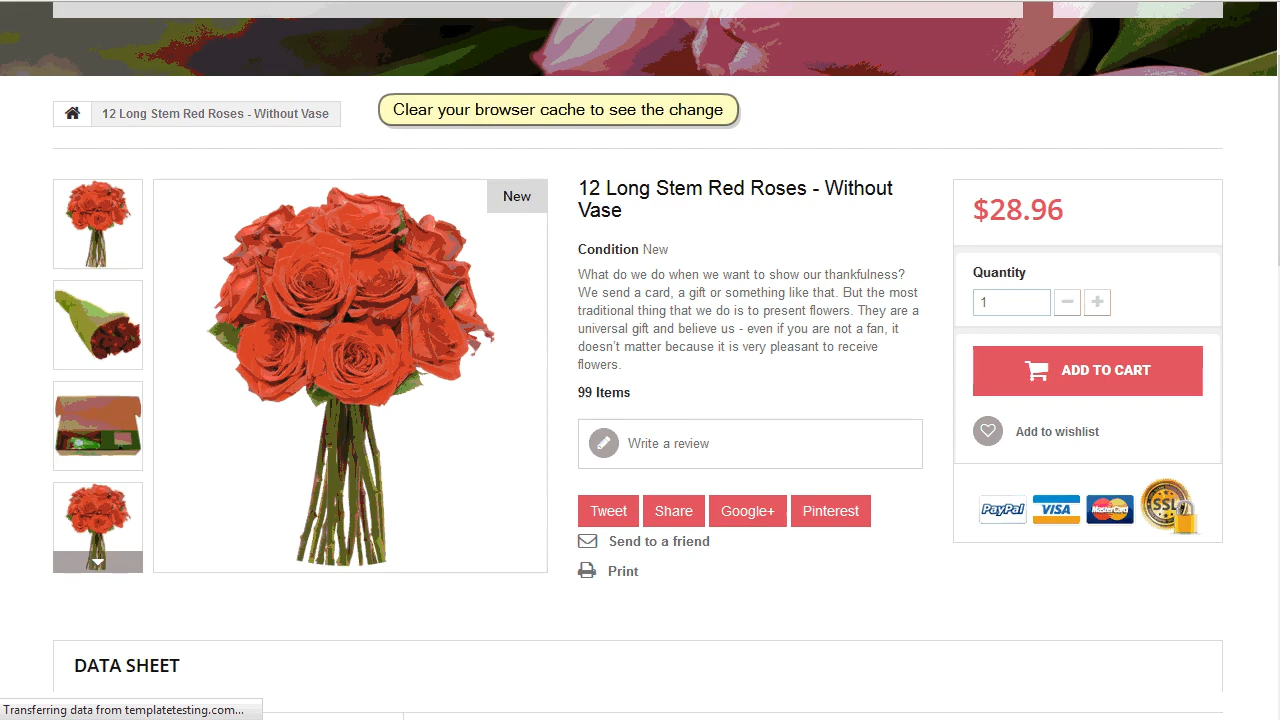 12 Long Stem Red Roses - Without Vase
Clear your browser cache to see the change
New
12 Long Stem Red Roses - Without
Vase
Condition New
What do we do when we want to show our thankfulness?
We send a card, a gift or something like that. But the most
traditional thing that we do is to present flowers. They are a
universal gift and believe us - even if you are not a fan, it
doesn't matter because it is very pleasant to receive
flowers.
99 Items
Write a review
Tweet Share Google+ Pinterest
Send to a friend
Print
$28.96
Quantity
1
ADD TO CART
Add to wishlist
PayPal VISA MasterCard SSL
DATA SHEET
Transferring data from templatetesting.com...